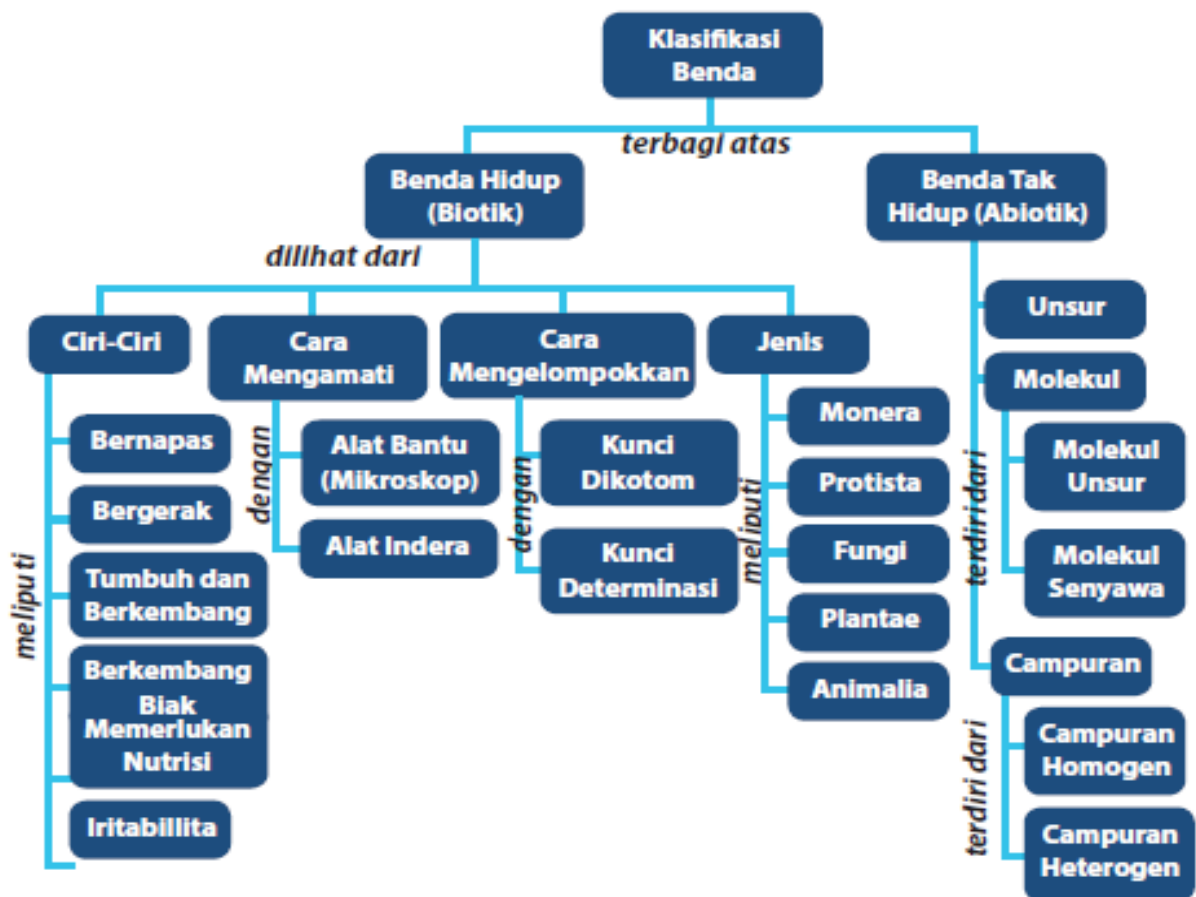 Klasifikasi
Benda
terbagi atas
Benda Hidup
(Biotik)
Benda Tak
Hidup (Abiotik)
dilihat dari
Ciri-Ciri
Cara
Mengamati
Cara
Mengelompokkan
Jenis
meliputi
Bernapas
Bergerak
Tumbuh dan
Berkembang
Berkembang
Biak
Memerlukan
Nutrisi
Iritabillita
dengan
Alat Bantu
(Mikroskop)
Alat Indera
dengan
Kunci
Dikotom
Kunci
Determinasi
meliputi
Monera
Protista
Fungi
Plantae
Animalia
terdiridari
Unsur
Molekul
Molekul
Unsur
Molekul
Senyawa
Campuran
terdiri dari
Campuran
Homogen
Campuran
Heterogen